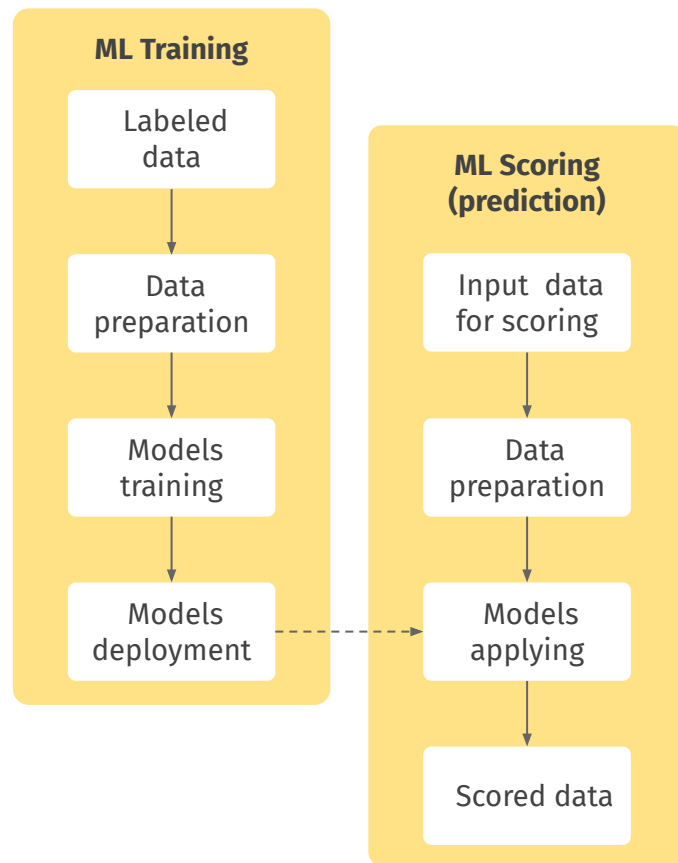 ML Training
Labeled
data
Data
preparation
Models
training
Models
deployment
ML Scoring
(prediction)
Input data
for scoring
Data
preparation
Models
applying
Scored data